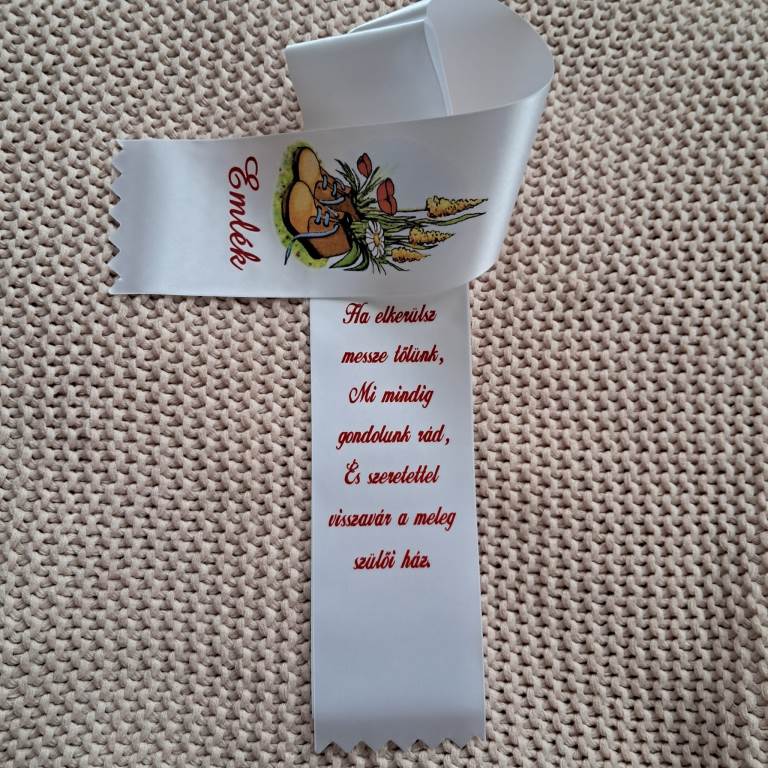 Emlék
Ha elkerülsz
messze tőlünk,
Mi mindig
gondolunk rád,
És szeretettel
visszavár a meleg
szülői ház.